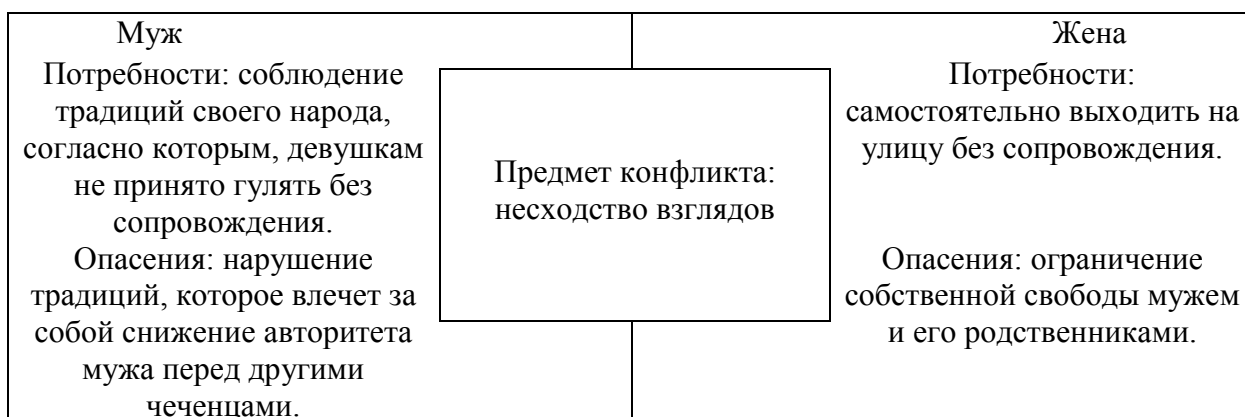 Муж
Потребности: соблюдение
традиций своего народа,
согласно которым, девушкам
не принято гулять без
сопровождения.
Опасения: нарушение
традиций, которое влечет за
собой снижение авторитета
мужа перед другими
чеченцами.
Предмет конфликта:
несходство взглядов
Жена
Потребности:
самостоятельно выходить на
улицу без сопровождения.
Опасения: ограничение
собственной свободы мужем
и его родственниками.